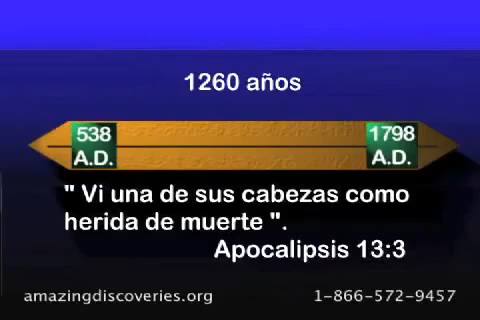 1260 años
538 A.D.
1798 A.D.
" Vi una de sus cabezas como
herida de muerte ".
Apocalipsis 13:3
amazingdiscoveries.org
1-866-572-9457